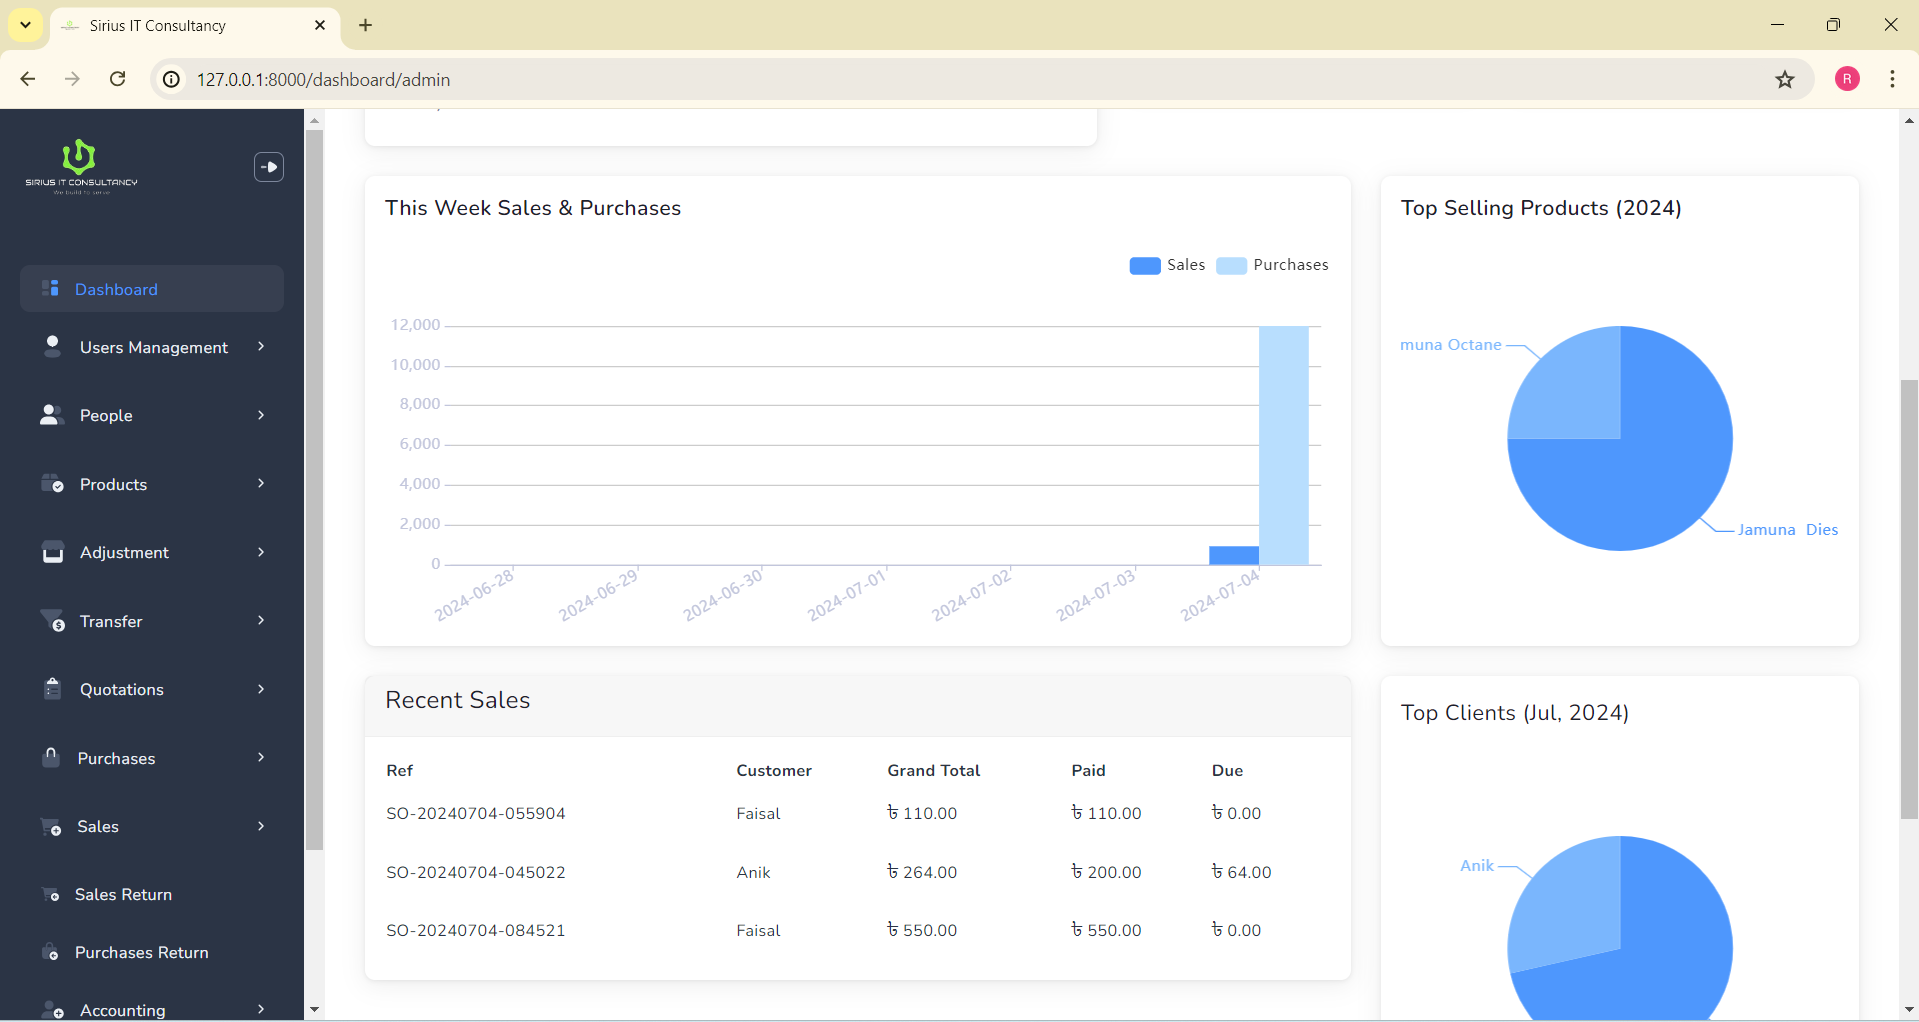 Sirius IT Consultancy
127.0.0.1:8000/dashboard/admin
R
SIRIUS IT CONSULTANCY
We build to serve
Dashboard
Users Management
People
Products
Adjustment
Transfer
Quotations
Purchases
Sales
Sales Return
Purchases Return
Accounting
This Week Sales & Purchases
Sales Purchases
12,000
10,000
8,000
6,000
4,000
2,000
0
2024-06-28 2024-06-29 2024-06-30 2024-07-01 2024-07-02 2024-07-03 2024-07-04
Top Selling Products (2024)
muna Octane
Jamuna Dies
Recent Sales
Ref Customer Grand Total Paid Due
SO-20240704-055904 Faisal ৳ 110.00 ৳ 110.00 ৳ 0.00
SO-20240704-045022 Anik ৳ 264.00 ৳ 200.00 ৳ 64.00
SO-20240704-084521 Faisal ৳ 550.00 ৳ 550.00 ৳ 0.00
Top Clients (Jul, 2024)
Anik